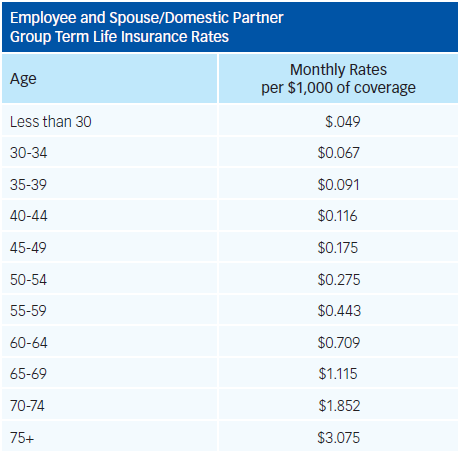 Employee and Spouse/Domestic Partner
Group Term Life Insurance Rates
Age
Monthly Rates
per $1,000 of coverage
Less than 30 $.049
30-34 $0.067
35-39 $0.091
40-44 $0.116
45-49 $0.175
50-54 $0.275
55-59 $0.443
60-64 $0.709
65-69 $1.115
70-74 $1.852
75+ $3.075